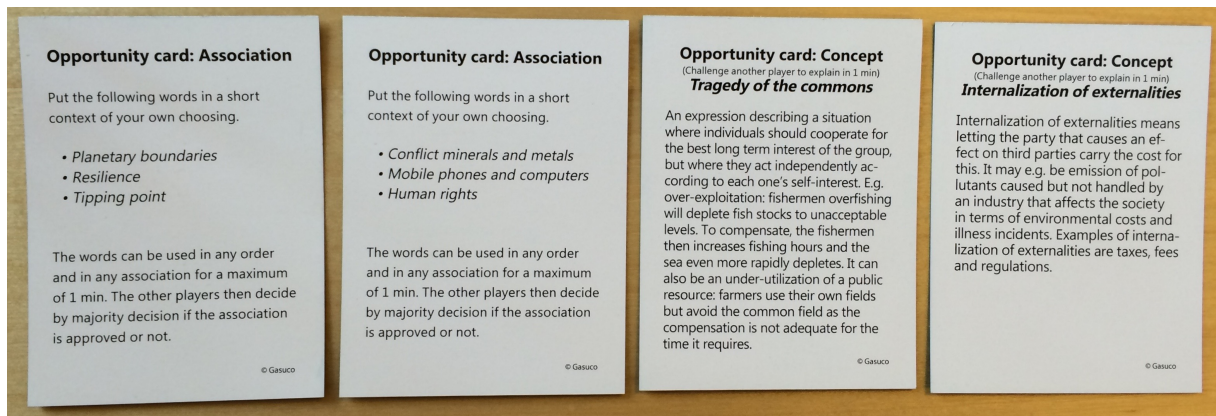 Opportunity card: Association
Put the following words in a short
context of your own choosing.
• Planetary boundaries
• Resilience
• Tipping point
The words can be used in any order
and in any association for a maximum
of 1 min. The other players then decide
by majority decision if the association
is approved or not.
© Gasuco
Opportunity card: Association
Put the following words in a short
context of your own choosing.
• Conflict minerals and metals
• Mobile phones and computers
• Human rights
The words can be used in any order
and in any association for a maximum
of 1 min. The other players then decide
by majority decision if the association
is approved or not.
© Gasuco
Opportunity card: Concept
(Challenge another player to explain in 1 min)
Tragedy of the commons
An expression describing a situation
where individuals should cooperate for
the best long term interest of the group,
but where they act independently ac-
cording to each one's self-interest. E.g.
over-exploitation: fishermen overfishing
will deplete fish stocks to unacceptable
levels. To compensate, the fishermen
then increases fishing hours and the
sea even more rapidly depletes. It can
also be an under-utilization of a public
resource: farmers use their own fields
but avoid the common field as the
compensation is not adequate for the
time it requires.
© Gasuco
Opportunity card: Concept
(Challenge another player to explain in 1 min)
Internalization of externalities
Internalization of externalities means
letting the party that causes an ef-
fect on third parties carry the cost for
this. It may e.g. be emission of pol-
lutants caused but not handled by
an industry that affects the society
in terms of environmental costs and
illness incidents. Examples of interna-
lization of externalities are taxes, fees
and regulations.
© Gasuco